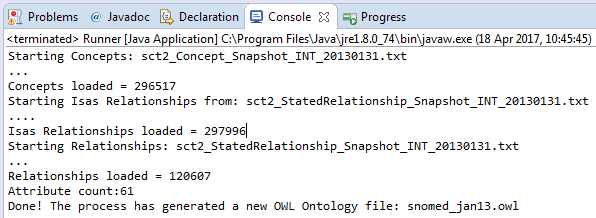 Problems @ Javadoc Declaration Console Progress
<terminated> Runner [Java Application] C:\Program Files\Java\jre1.8.0_74\bin\javaw.exe (18 Apr 2017, 10:45:45)
Starting Concepts: sct2_Concept_Snapshot_INT_20130131.txt
...
Concepts loaded = 296517
Starting Isas Relationships from: sct2_StatedRelationship_Snapshot_INT_20130131.txt
....
Isas Relationships loaded = 297996
Starting Relationships: sct2_StatedRelationship_Snapshot_INT_20130131.txt
...
Relationships loaded = 120607
Attribute count:61
Done! The process has generated a new OWL Ontology file: snomed_jan13.owl